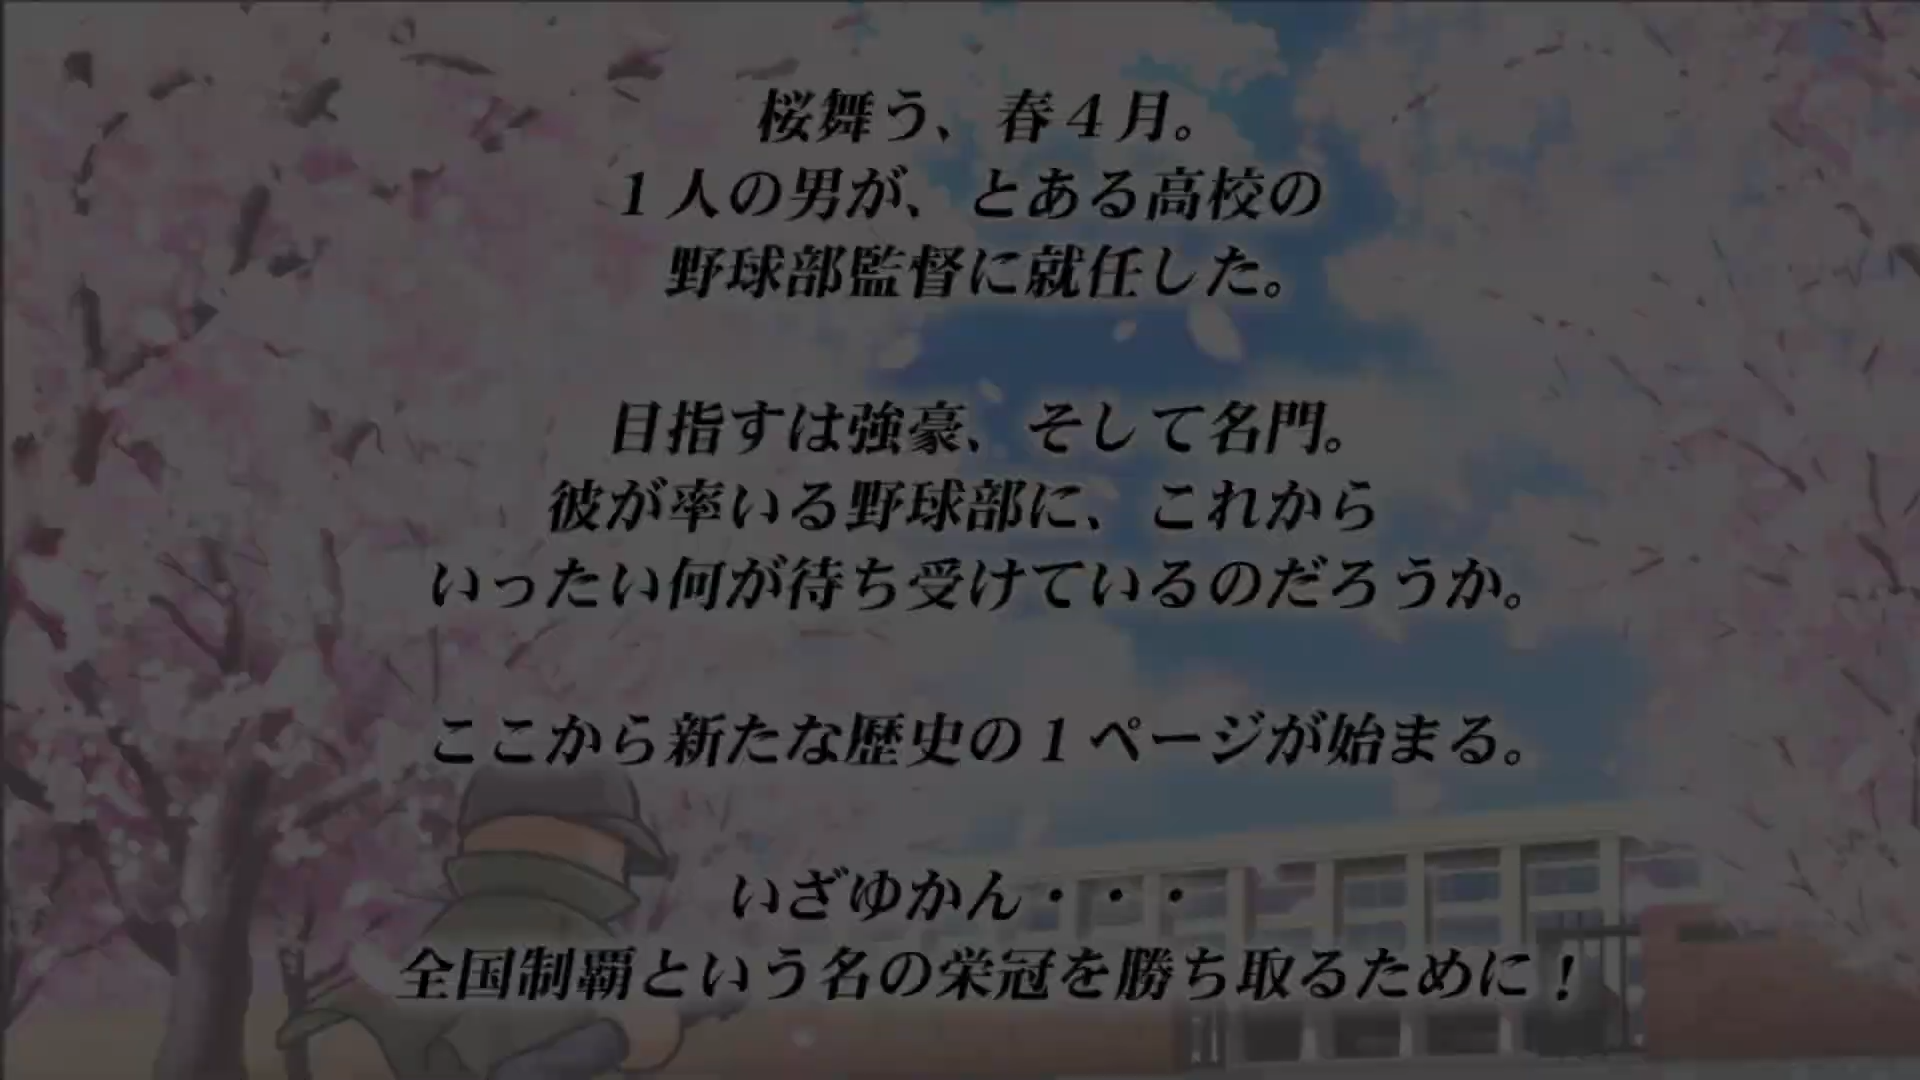 桜舞う、春４月。
１人の男が、とある高校の
野球部監督に就任した。
目指すは強豪、そして名門。
彼が率いる野球部に、これから
いったい何が待ち受けているのだろうか。
ここから新たな歴史の１ページが始まる。
いざゆかん・・・
全国制覇という名の栄冠を勝ち取るために！